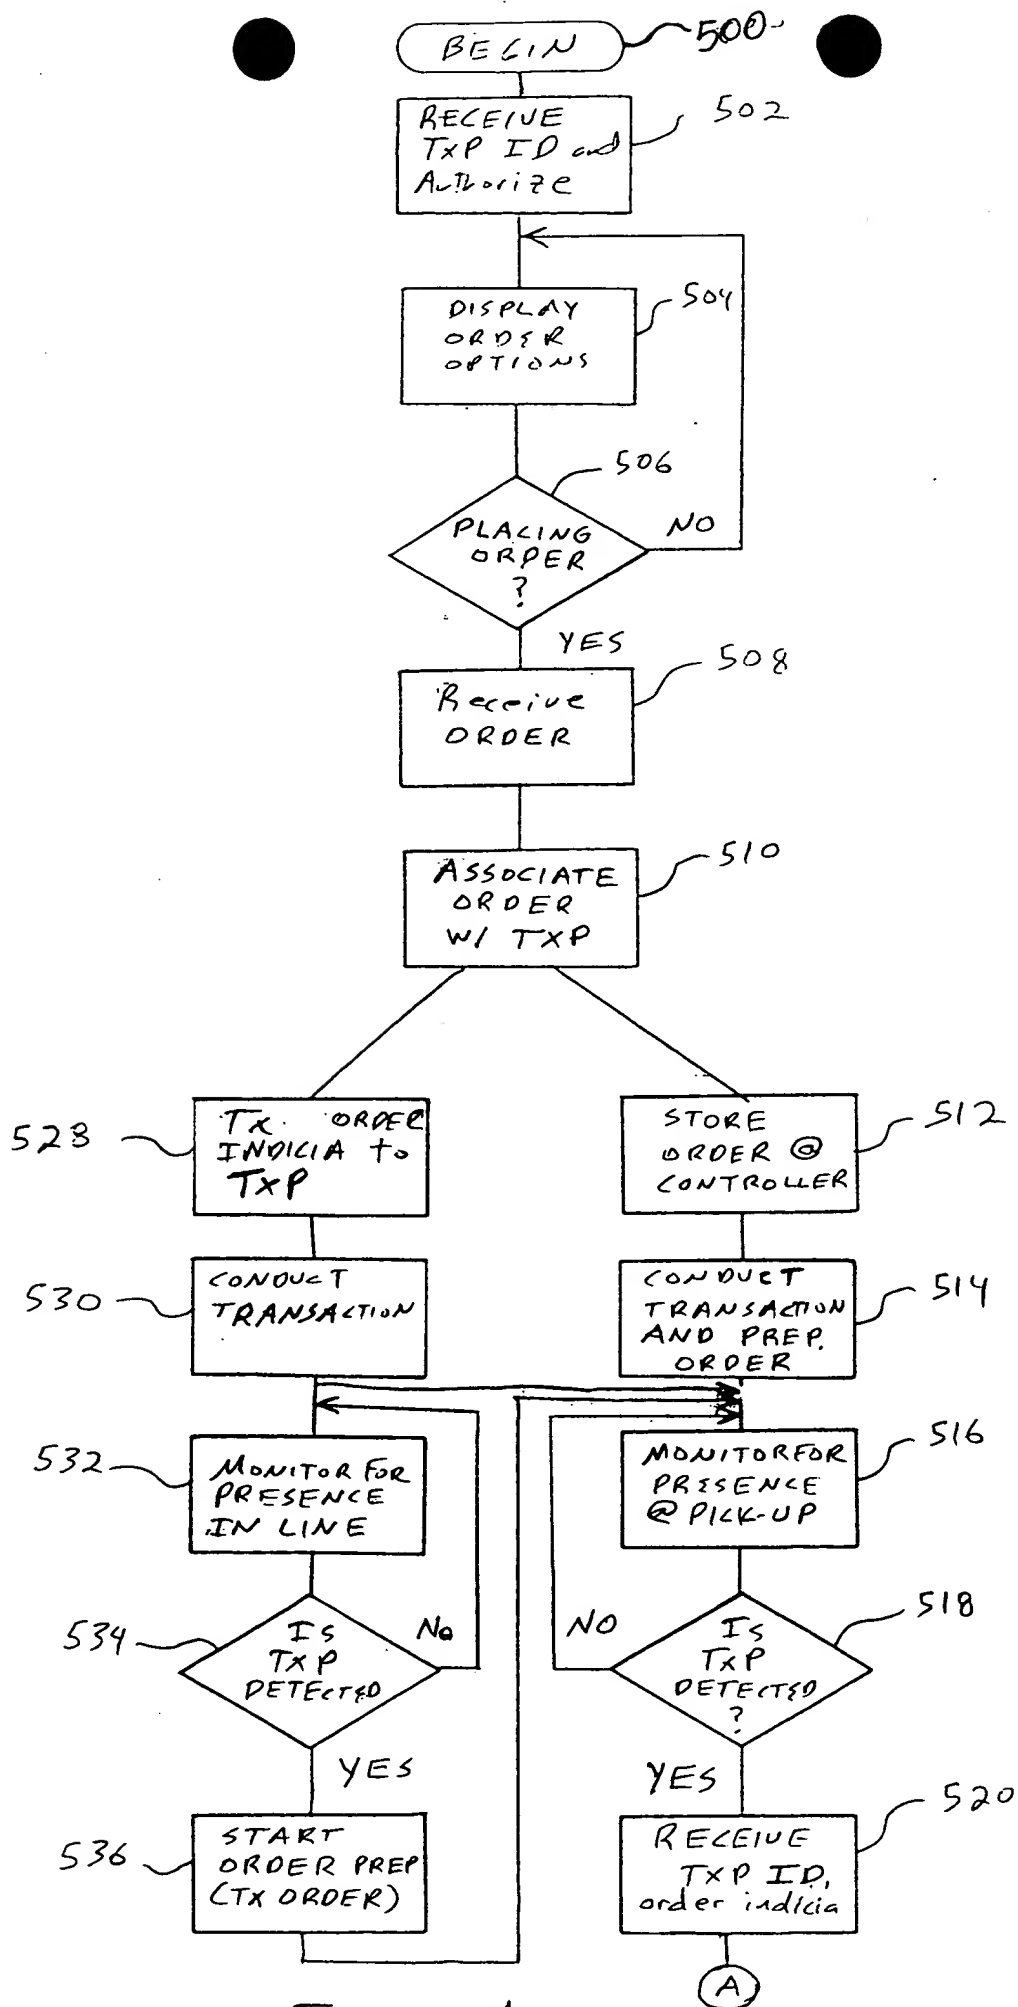 BEGIN
500
RECEIVE
TXP ID and
Authorize
502
DISPLAY
ORDER
OPTIONS
504
506
PLACING
ORDER
?
NO
YES
508
Receive
ORDER
510
ASSOCIATE
ORDER
W/ TXP
528
Tx. ORDER
INDICIA to
TXP
STORE
ORDER @
CONTROLLER
512
530
CONDUCT
TRANSACTION
CONDUCT
TRANSACTION
AND PREP.
ORDER
514
532
MONITOR FOR
PRESENCE
IN LINE
MONITOR FOR
PRESENCE
@ PICK-UP
516
534
IS
TXP
DETECTED
No
YES
NO
IS
TXP
DETECTED
?
518
YES
536
START
ORDER PREP
(TX ORDER)
RECEIVE
TXP ID,
order indicia
520
A